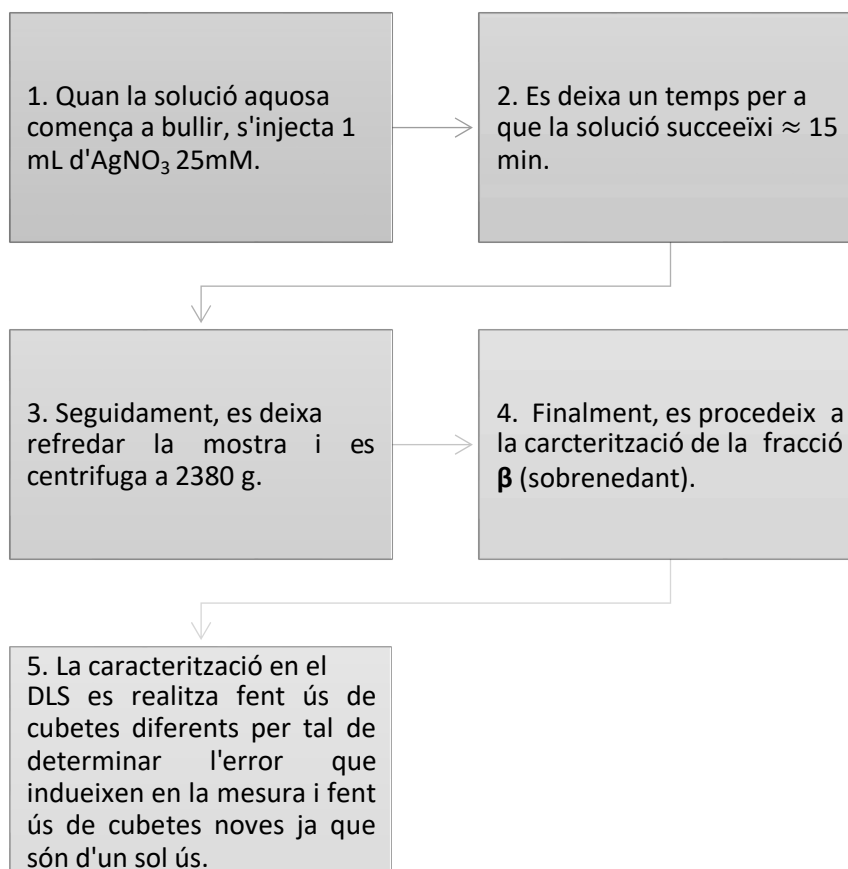 1. Quan la solució aquosa
comença a bullir, s'injecta 1
mL d'AgNO₃ 25mM.
2. Es deixa un temps per a
que la solució succeeïxi ≈ 15
min.
3. Seguidament, es deixa
refredar la mostra i es
centrifuga a 2380 g.
4. Finalment, es procedeix a
la carcterització de la fracció
β (sobrenedant).
5. La caracterització en el
DLS es realitza fent ús de
cubetes diferents per tal de
determinar l'error que
indueixen en la mesura i fent
ús de cubetes noves ja que
són d'un sol ús.